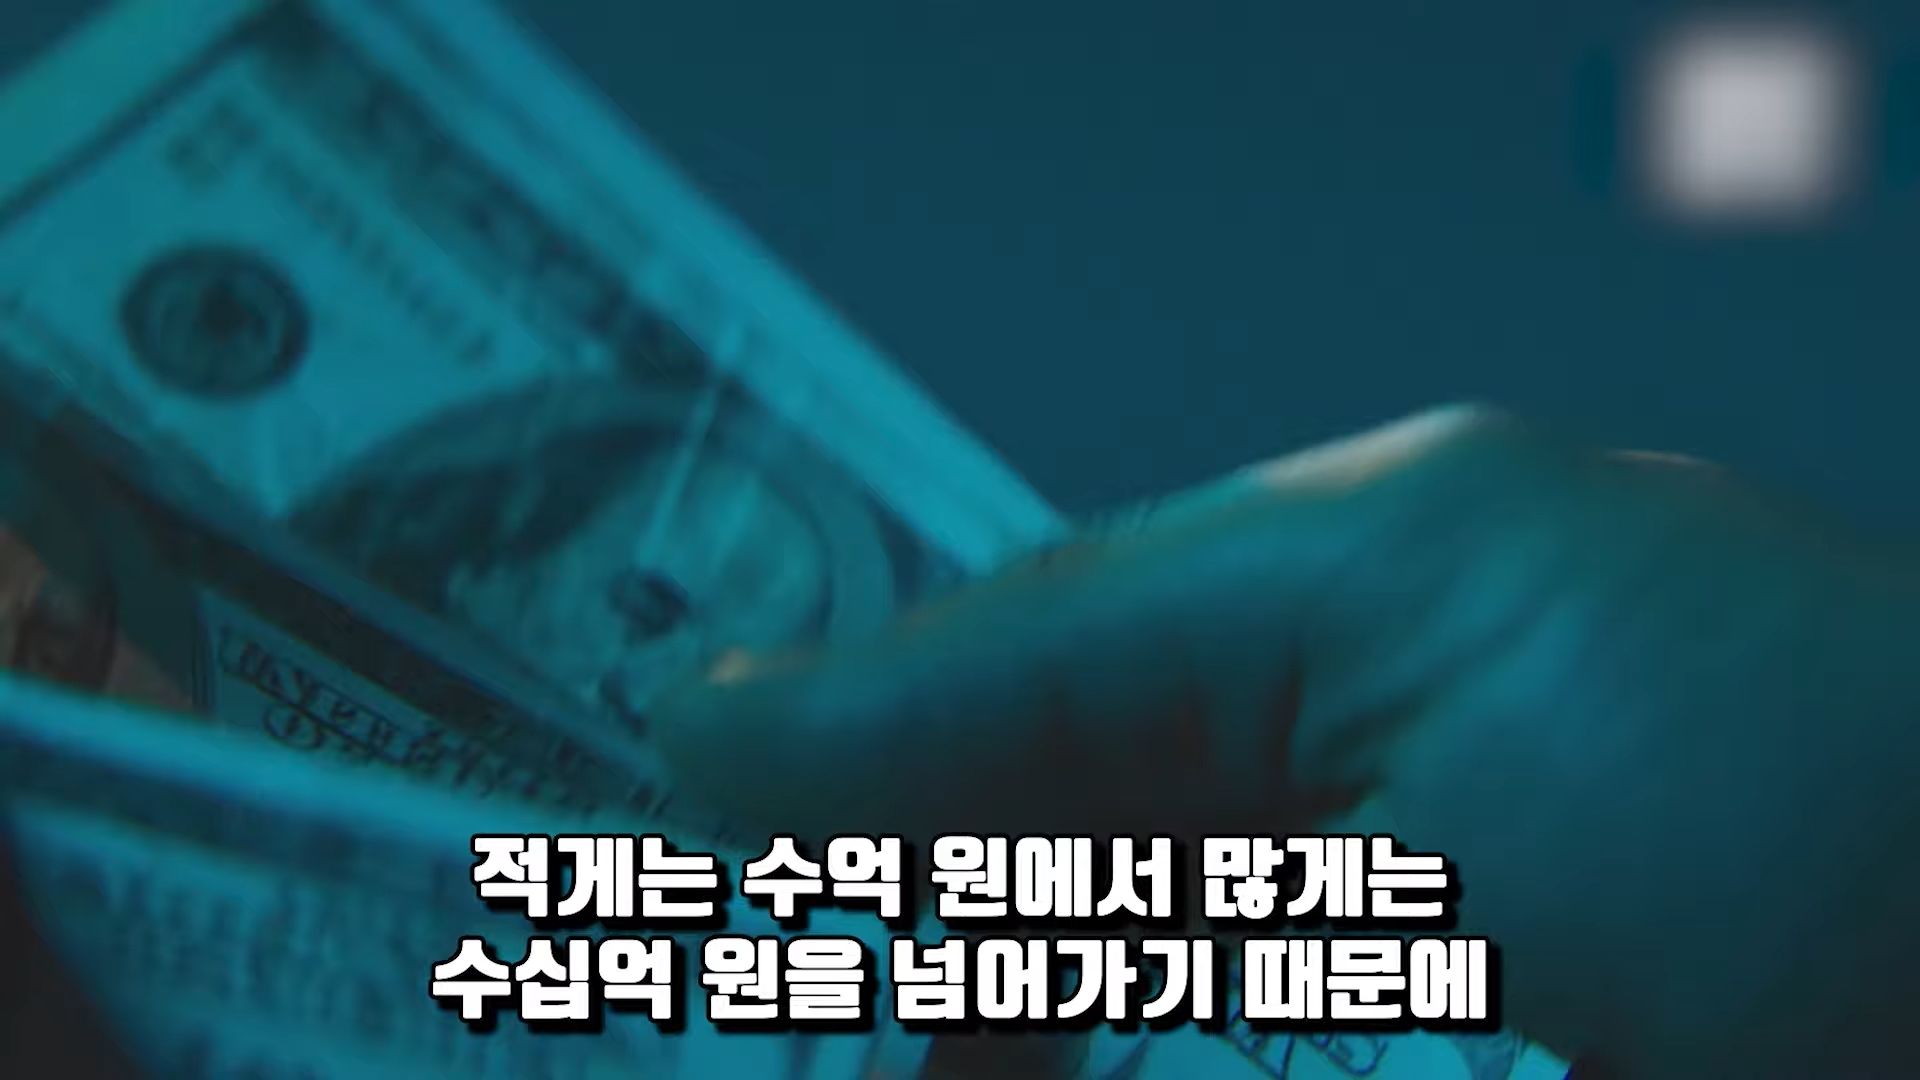 적게는 수억 원에서 많게는
수십억 원을 넘어가기 때문에